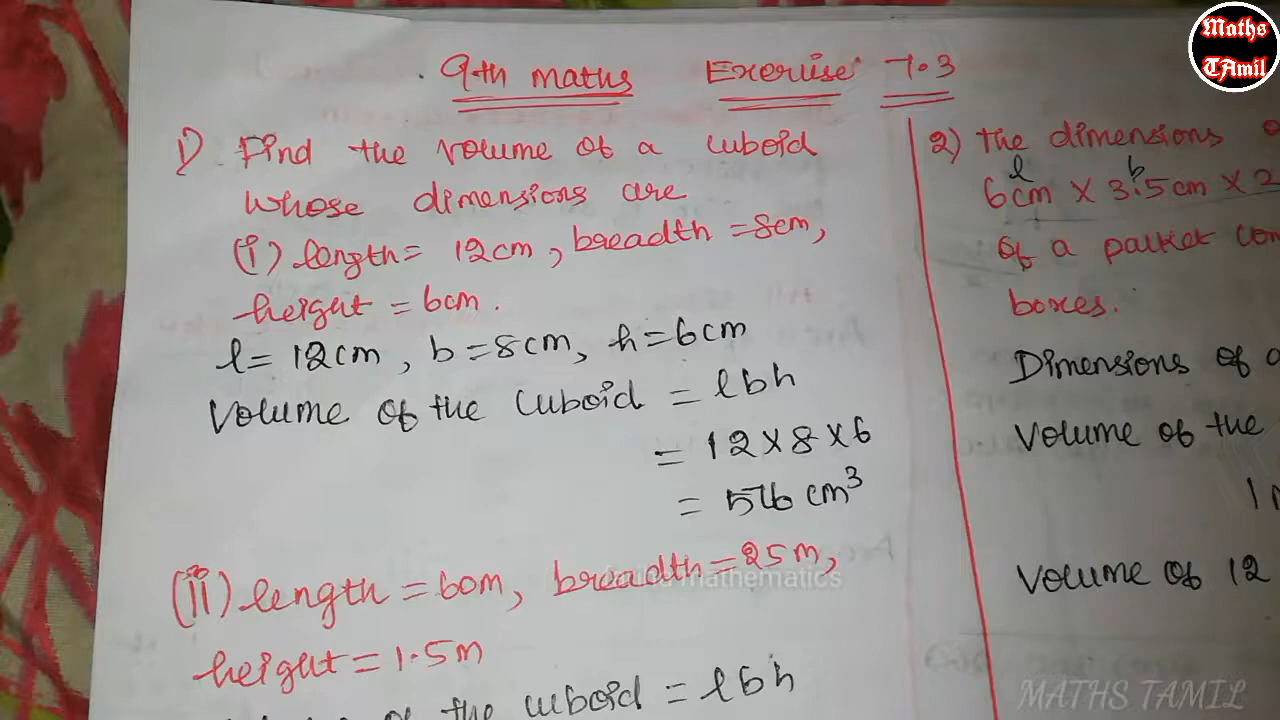 Maths
TAmil
9th maths Exercise 7.3
1) Find the volume of a cuboid
whose dimensions are
(i) length = 12cm, breadth = 8cm,
height = 6cm.
l = 12cm, b = 8cm, h = 6cm
Volume of the cuboid = lbh
= 12 × 8 × 6
= 576 cm³
(ii) length = 60m, breadth = 25m,
height = 1.5m
of the cuboid = lbh
2) The dimensions
l b
6cm × 3.5cm × 2
of a packet
boxes.
Dimensions of a
Volume of the
1
Volume of 12
mathematics
MATHS TAMIL